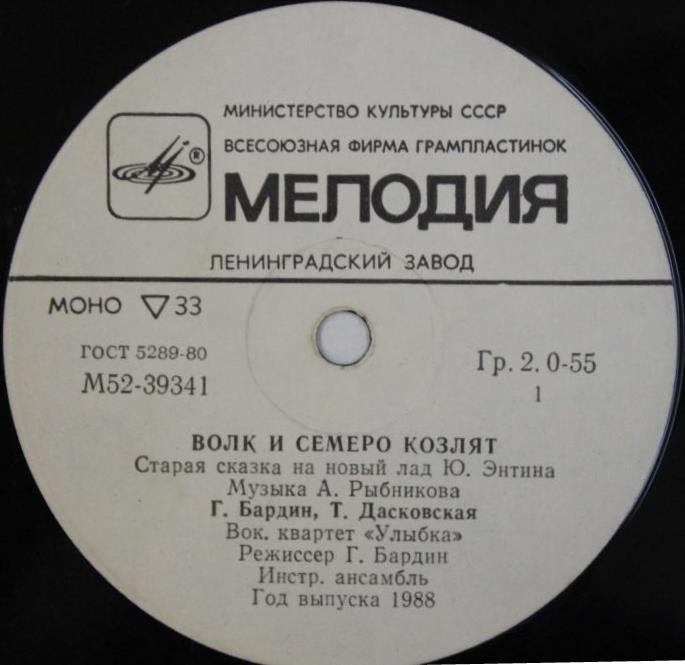 МИНИСТЕРСТВО КУЛЬТУРЫ СССР
ВСЕСОЮЗНАЯ ФИРМА ГРАМПЛАСТИНОК
®
МЕЛОДИЯ
ЛЕНИНГРАДСКИЙ ЗАВОД
МОНО ▽ 33
ГОСТ 5289-80
М52-39341
Гр. 2. 0-55
1
ВОЛК И СЕМЕРО КОЗЛЯТ
Старая сказка на новый лад Ю. Энтина
Музыка А. Рыбникова
Г. Бардин, Т. Дасковская
Вок. квартет «Улыбка»
Режиссер Г. Бардин
Инстр. ансамбль
Год выпуска 1988